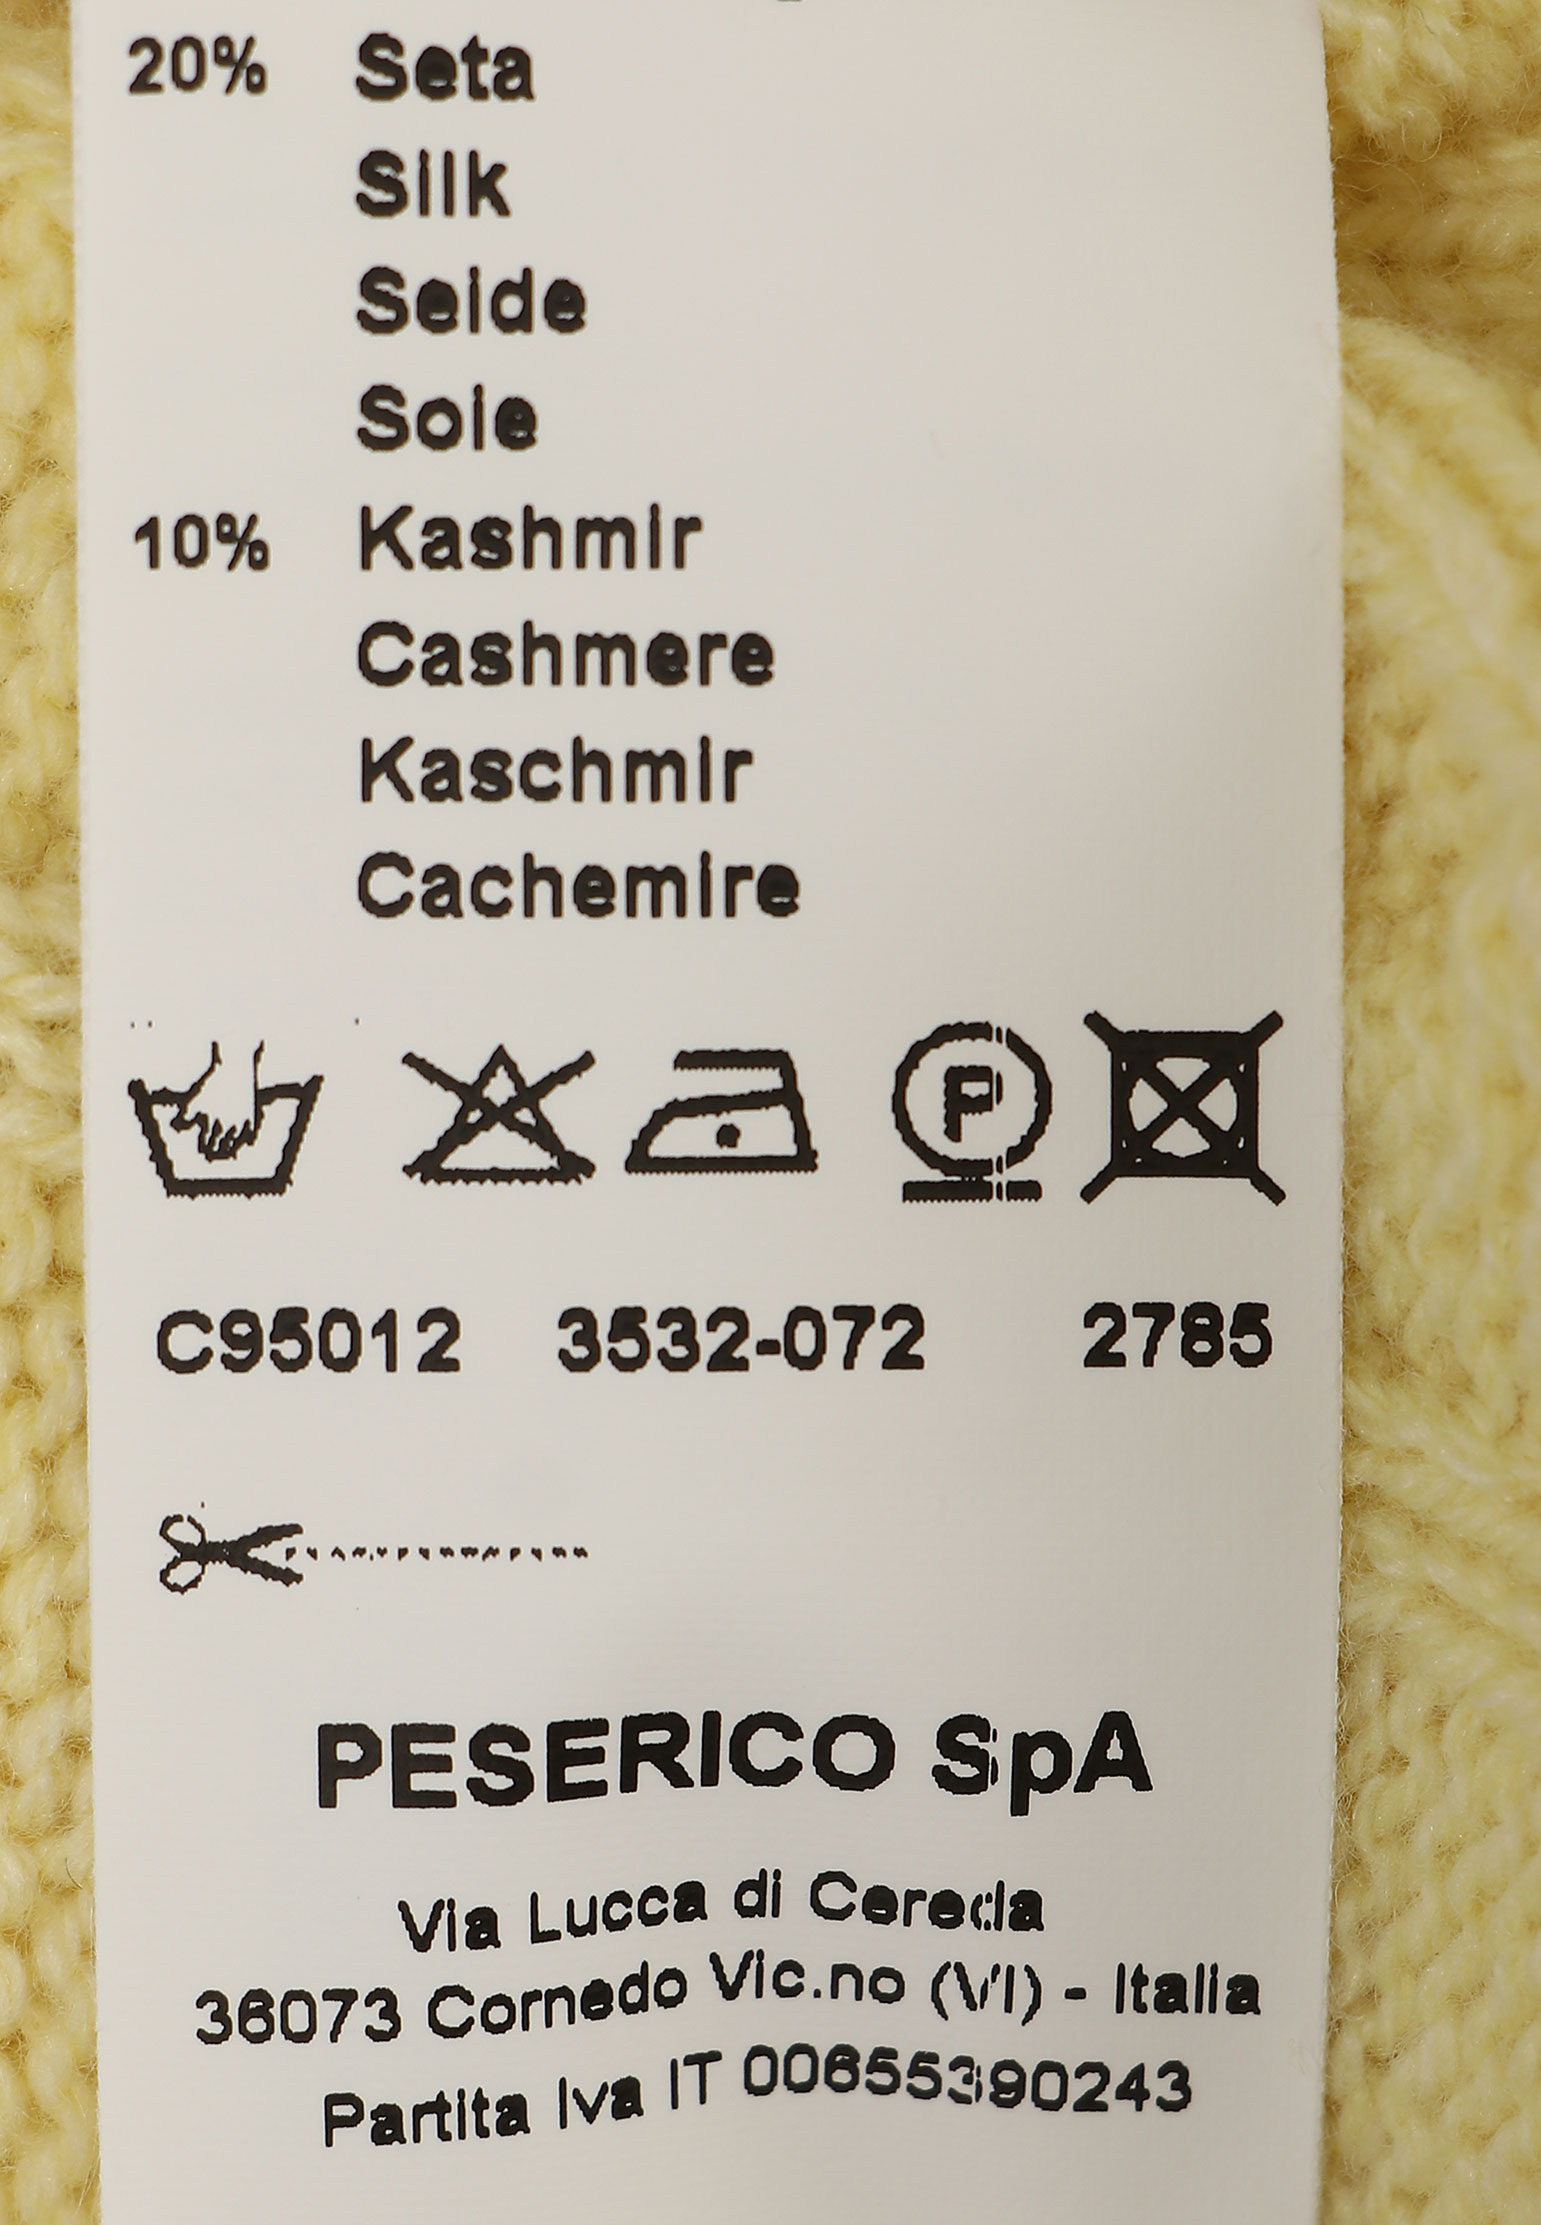 20% Seta
Silk
Seide
Soie
10% Kashmir
Cashmere
Kaschmir
Cachemire
P
C95012 3532-072 2785
PESERICO SpA
Via Lucca di Cereda
36073 Cornedo Vic.no (VI) - Italia
Partita Iva IT 00655390243